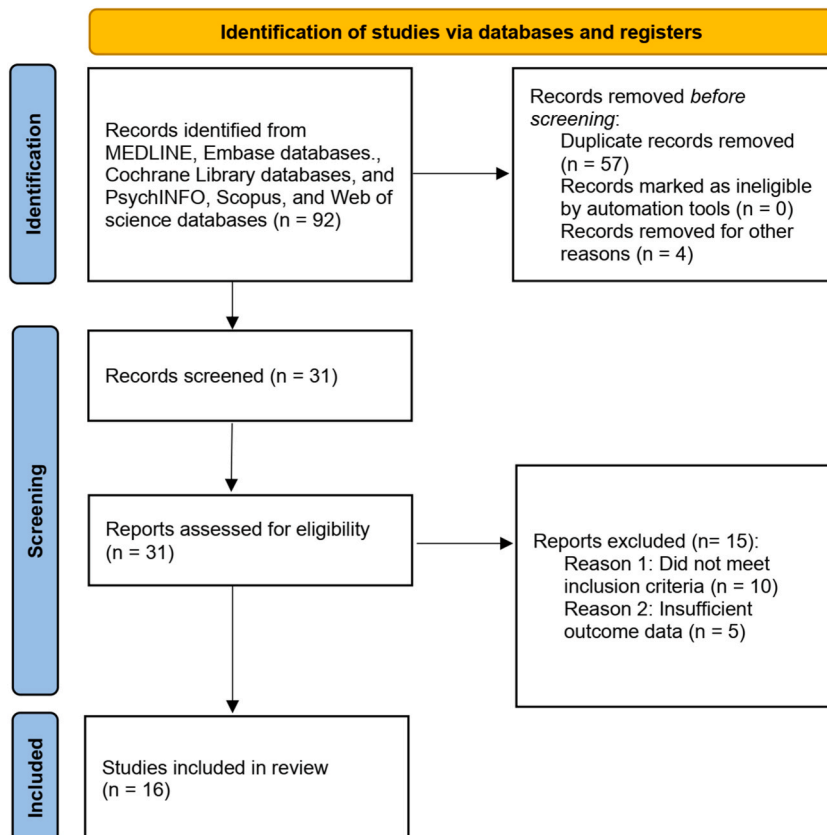 Identification of studies via databases and registers
Identification
Records identified from
MEDLINE, Embase databases.,
Cochrane Library databases, and
PsychINFO, Scopus, and Web of
science databases (n = 92)
Records removed before
screening:
Duplicate records removed
(n = 57)
Records marked as ineligible
by automation tools (n = 0)
Records removed for other
reasons (n = 4)
Screening
Records screened (n = 31)
Reports assessed for eligibility
(n = 31)
Reports excluded (n= 15):
Reason 1: Did not meet
inclusion criteria (n = 10)
Reason 2: Insufficient
outcome data (n = 5)
Included
Studies included in review
(n = 16)